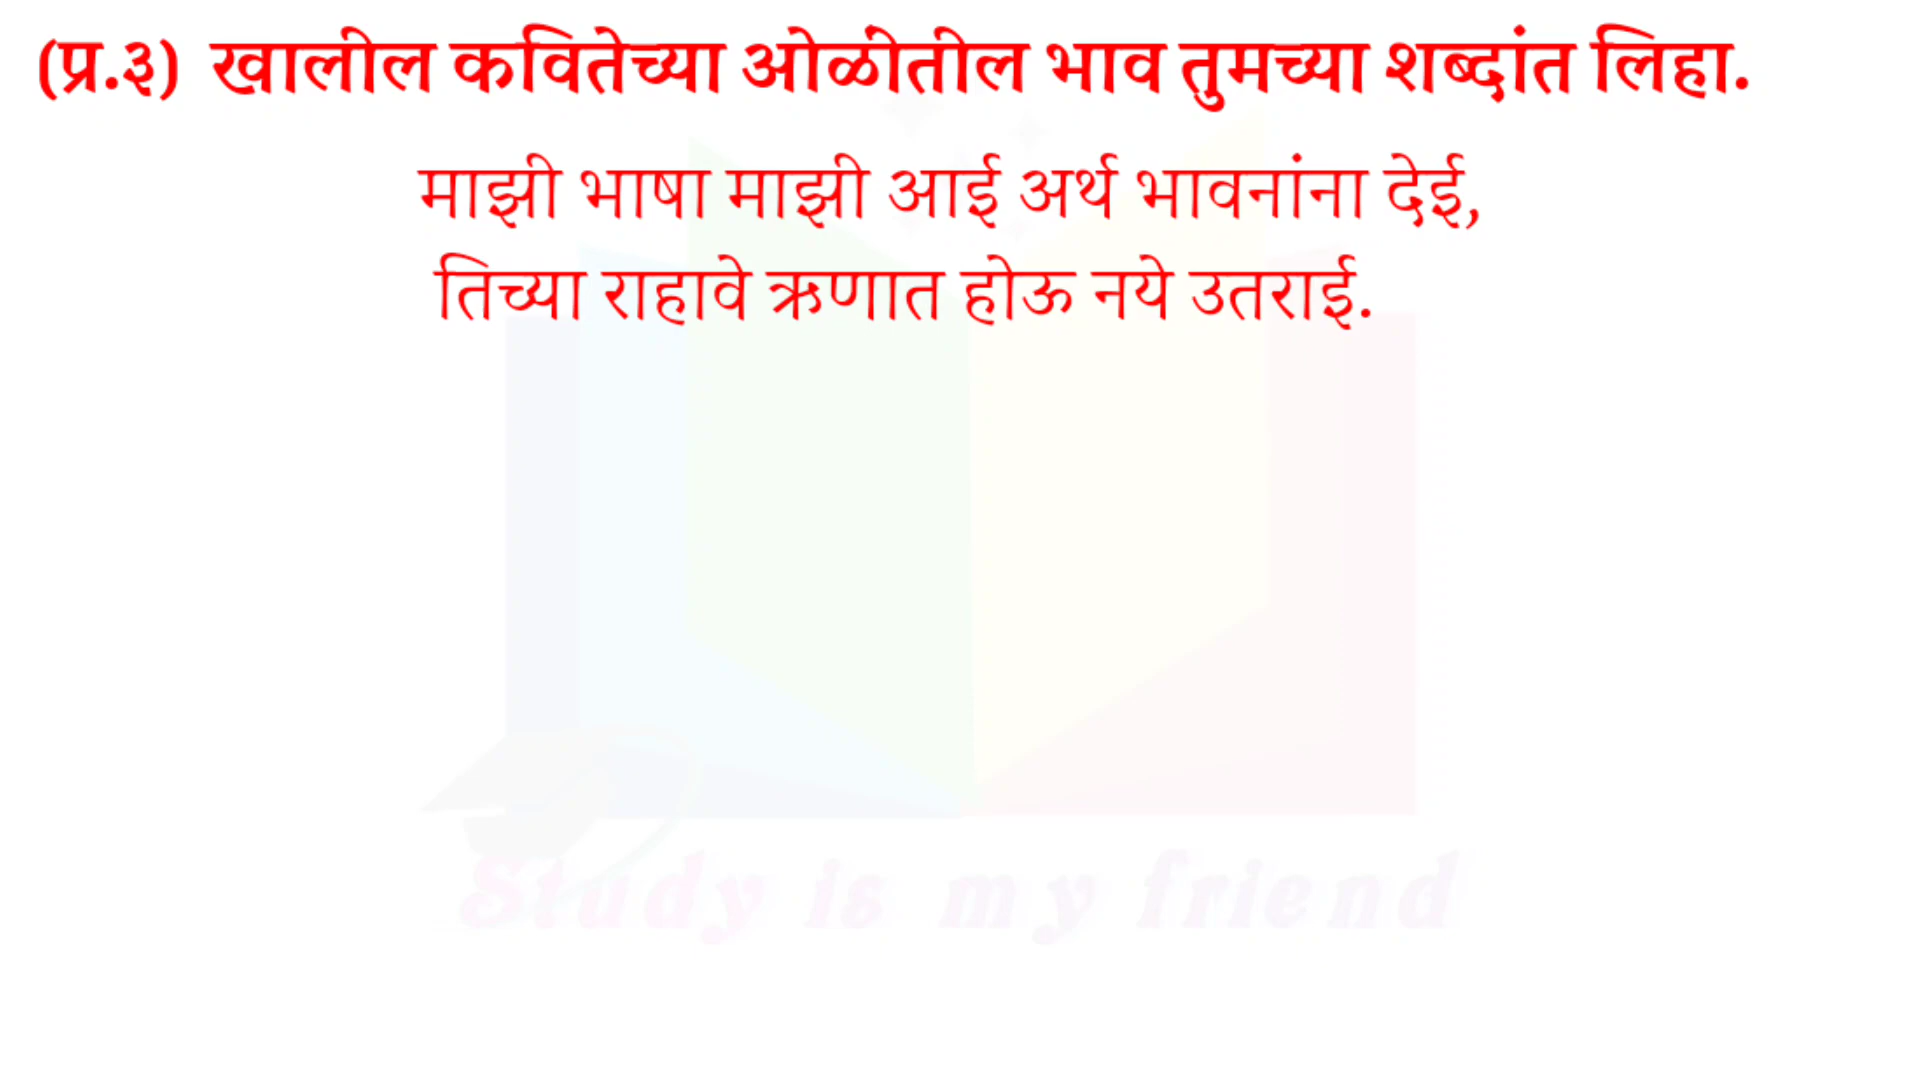 (प्र.३) खालील कवितेच्या ओळींतील भाव तुमच्या शब्दांत लिहा.
माझी भाषा माझी आई अर्थ भावनांना देई,
तिच्या राहावे ऋणात होऊ नये उतराई.
Study is my friend